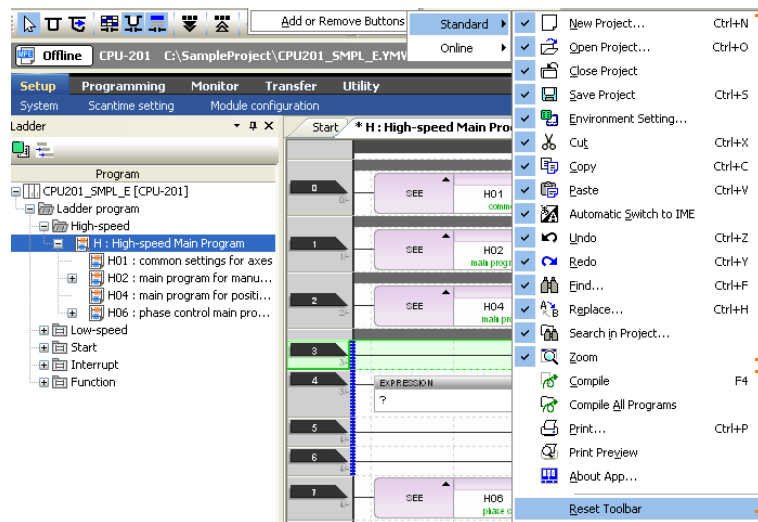 Add or Remove Buttons
Standard
Online
Offline CPU-201 C:\SampleProject\CPU201_SMPL_E.YMW
Setup Programming Monitor Transfer Utility
System Scantime setting Module configuration
Ladder
Program
CPU201_SMPL_E [CPU-201]
Ladder program
High-speed
H : High-speed Main Program
H01 : common settings for axes
H02 : main program for manu...
H04 : main program for positi...
H06 : phase control main pro...
Low-speed
Start
Interrupt
Function
Start * H : High-speed Main Pro
0 SEE H01
1 SEE H02
main progr
2 SEE H04
main pr
3
4 EXPRESSION
?
5
6
7 SEE H06
phase c
New Project... Ctrl+N
Open Project... Ctrl+O
Close Project
Save Project Ctrl+S
Environment Setting...
Cut Ctrl+X
Copy Ctrl+C
Paste Ctrl+V
Automatic Switch to IME
Undo Ctrl+Z
Redo Ctrl+Y
Find... Ctrl+F
Replace... Ctrl+H
Search in Project...
Zoom
Compile F4
Compile All Programs
Print... Ctrl+P
Print Preview
About App...
Reset Toolbar